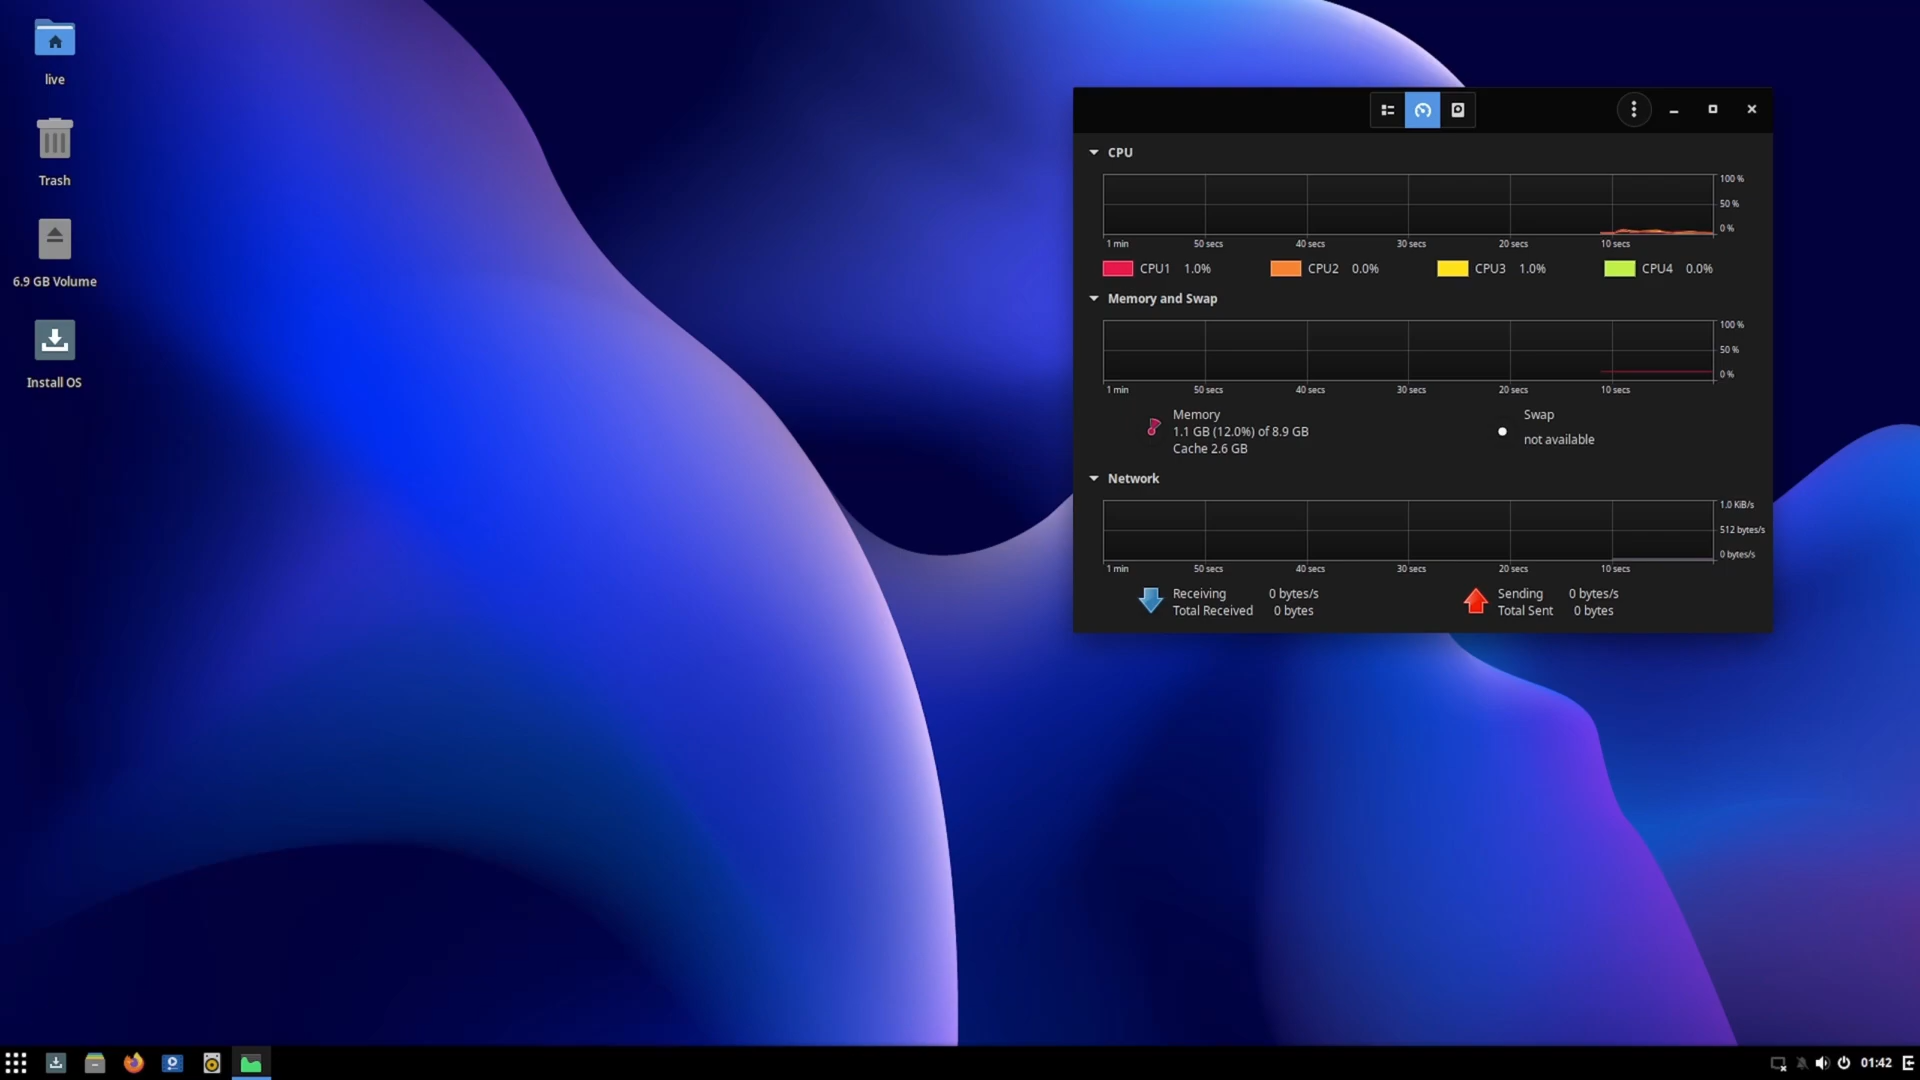 live
Trash
6.9 GB Volume
Install OS
CPU
100 %
50 %
0 %
1 min 50 secs 40 secs 30 secs 20 secs 10 secs
CPU1 1.0% CPU2 0.0% CPU3 1.0% CPU4 0.0%
Memory and Swap
100 %
50 %
0 %
1 min 50 secs 40 secs 30 secs 20 secs 10 secs
Memory
1.1 GB (12.0%) of 8.9 GB
Cache 2.6 GB
Swap
not available
Network
1.0 KiB/s
512 bytes/s
0 bytes/s
1 min 50 secs 40 secs 30 secs 20 secs 10 secs
Receiving 0 bytes/s
Total Received 0 bytes
Sending 0 bytes/s
Total Sent 0 bytes
01:42